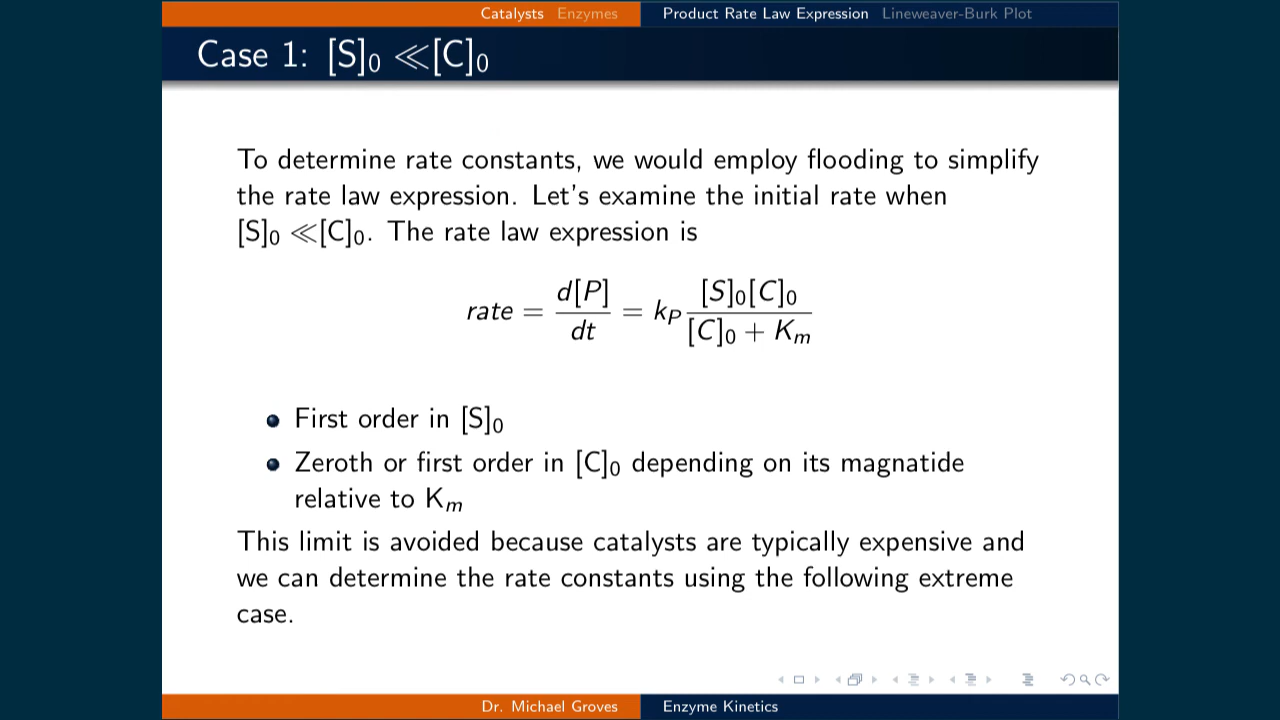 Catalysts Enzymes Product Rate Law Expression Lineweaver-Burk Plot
Case 1: [S]₀ ≪[C]₀
To determine rate constants, we would employ flooding to simplify
the rate law expression. Let's examine the initial rate when
[S]₀ ≪[C]₀. The rate law expression is
rate = d[P]/dt = k_P [S]₀[C]₀/([C]₀ + K_m)
• First order in [S]₀
• Zeroth or first order in [C]₀ depending on its magnatide
relative to K_m
This limit is avoided because catalysts are typically expensive and
we can determine the rate constants using the following extreme
case.
Dr. Michael Groves Enzyme Kinetics